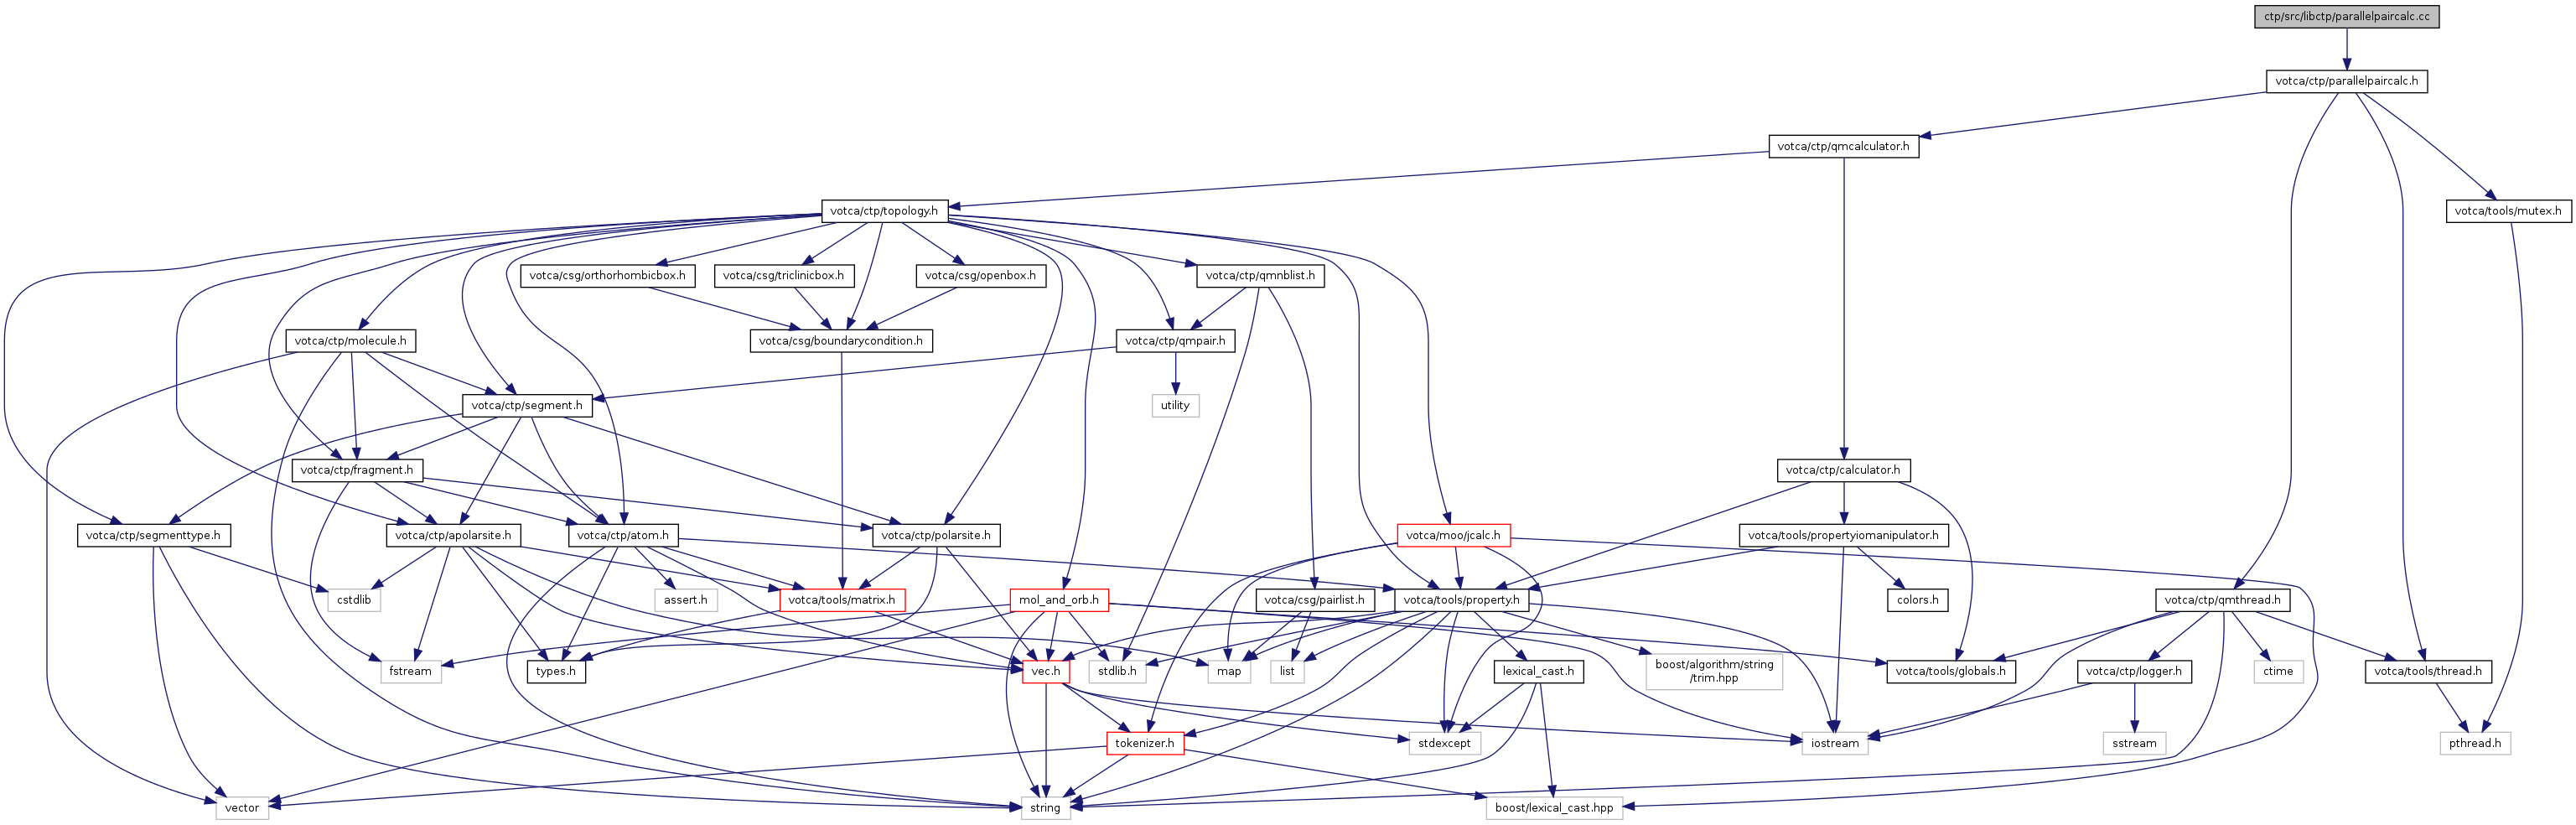 ctp/src/libctp/parallelpaircalc.cc
votca/ctp/parallelpaircalc.h
votca/ctp/qmcalculator.h
votca/ctp/topology.h
votca/tools/mutex.h
votca/csg/orthorhombicbox.h
votca/csg/triclinicbox.h
votca/csg/openbox.h
votca/ctp/qmnblist.h
votca/ctp/molecule.h
votca/csg/boundarycondition.h
votca/ctp/qmpair.h
votca/ctp/segment.h
utility
votca/ctp/fragment.h
votca/ctp/calculator.h
votca/ctp/segmenttype.h
votca/ctp/apolarsite.h
votca/ctp/atom.h
votca/ctp/polarsite.h
votca/moo/jcalc.h
votca/tools/propertyiomanipulator.h
cstdlib
assert.h
votca/tools/matrix.h
mol_and_orb.h
votca/csg/pairlist.h
votca/tools/property.h
colors.h
votca/ctp/qmthread.h
fstream
types.h
vec.h
stdlib.h
map
list
lexical_cast.h
boost/algorithm/string
/trim.hpp
votca/tools/globals.h
votca/ctp/logger.h
ctime
votca/tools/thread.h
tokenizer.h
stdexcept
iostream
sstream
pthread.h
vector
string
boost/lexical_cast.hpp